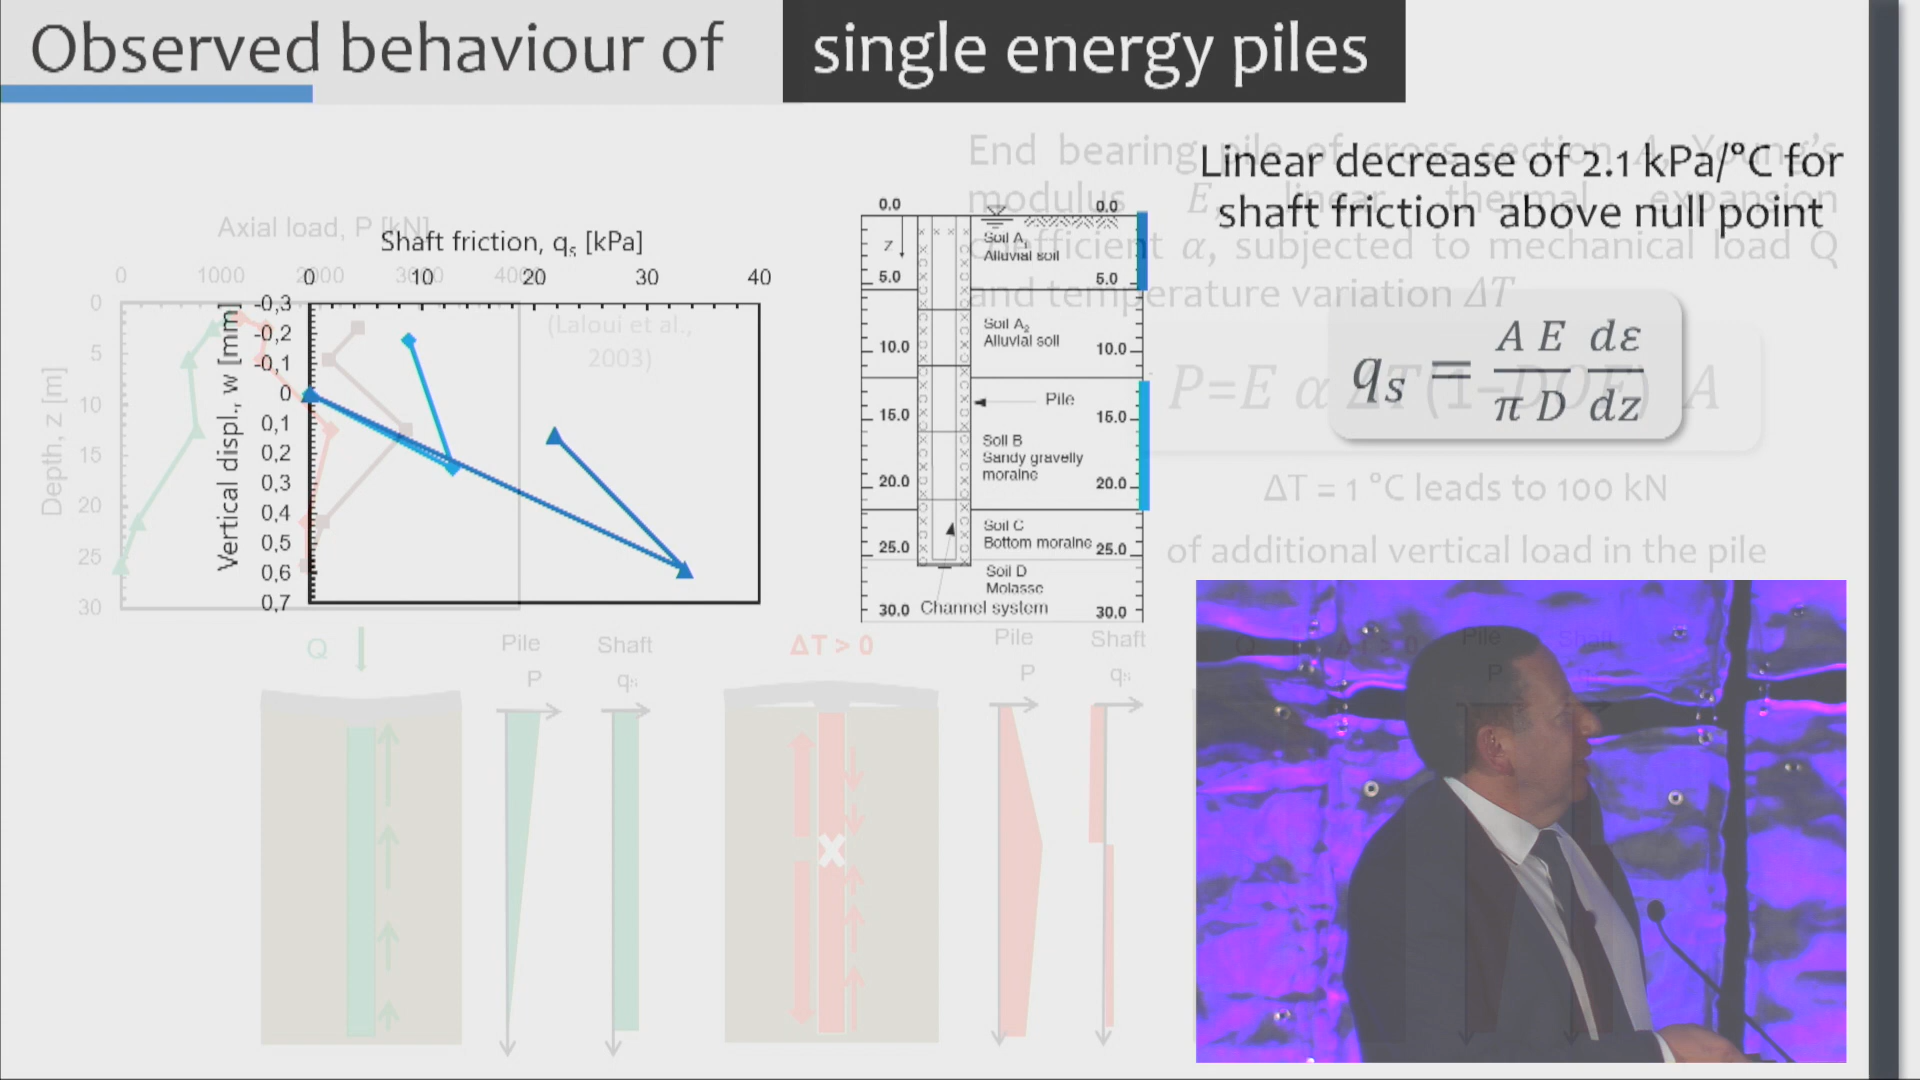 Observed behaviour of single energy piles
End bearing pile of cross section A, Young's
modulus E, linear thermal expansion
coefficient α, subjected to mechanical load Q
and temperature variation ΔT
Linear decrease of 2.1 kPa/°C for
shaft friction above null point
q_s = A E / π D dε / dz
P=E α ΔT (1-DOF) A
ΔT = 1 °C leads to 100 kN
of additional vertical load in the pile
Axial load, P [kN]
0 1000 2000 3000 4000
Depth, z [m]
0
5
10
15
20
25
30
(Laloui et al.,
2003)
Shaft friction, qs [kPa]
0 10 20 30 40
Vertical displ., w [mm]
-0,3
-0,2
-0,1
0
0,1
0,2
0,3
0,4
0,5
0,6
0,7
0.0 0.0
z
Soil A1
Alluvial soil
5.0 5.0
Soil A2
Alluvial soil
10.0 10.0
Pile
15.0 15.0
Soil B
Sandy gravelly
moraine
20.0 20.0
Soil C
Bottom moraine
25.0 25.0
Soil D
Molasse
30.0 Channel system 30.0
Q Pile Shaft ΔT > 0 Pile Shaft
P qs P qs
Q ΔT > 0 Pile Shaft
P